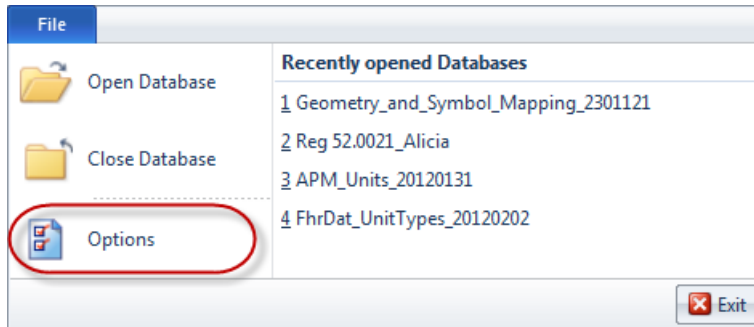 File
Open Database
Close Database
Options
Recently opened Databases
1 Geometry_and_Symbol_Mapping_2301121
2 Reg 52.0021_Alicia
3 APM_Units_20120131
4 FhrDat_UnitTypes_20120202
Exit